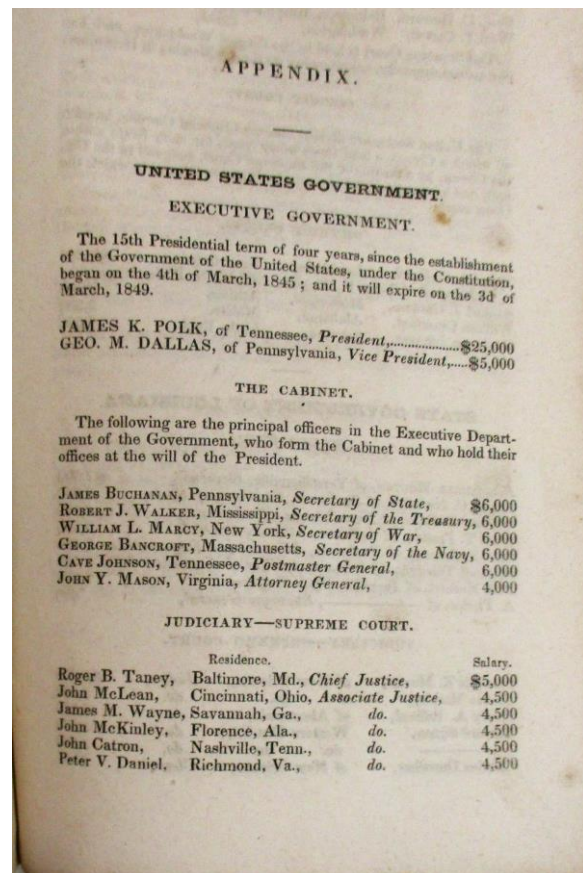 APPENDIX.
UNITED STATES GOVERNMENT.
EXECUTIVE GOVERNMENT.
The 15th Presidential term of four years, since the establishment
of the Government of the United States, under the Constitution,
began on the 4th of March, 1845; and it will expire on the 3d of
March, 1849.
JAMES K. POLK, of Tennessee, President,....................$25,000
GEO. M. DALLAS, of Pennsylvania, Vice President,.....$5,000
THE CABINET.
The following are the principal officers in the Executive Depart-
ment of the Government, who form the Cabinet and who hold their
offices at the will of the President.
JAMES BUCHANAN, Pennsylvania, Secretary of State, $6,000
ROBERT J. WALKER, Mississippi, Secretary of the Treasury, 6,000
WILLIAM L. MARCY, New York, Secretary of War, 6,000
GEORGE BANCROFT, Massachusetts, Secretary of the Navy, 6,000
CAVE JOHNSON, Tennessee, Postmaster General, 6,000
JOHN Y. MASON, Virginia, Attorney General, 4,000
JUDICIARY—SUPREME COURT.
Residence. Salary.
Roger B. Taney, Baltimore, Md., Chief Justice, $5,000
John McLean, Cincinnati, Ohio, Associate Justice, 4,500
James M. Wayne, Savannah, Ga., do. 4,500
John McKinley, Florence, Ala., do. 4,500
John Catron, Nashville, Tenn., do. 4,500
Peter V. Daniel, Richmond, Va., do. 4,500